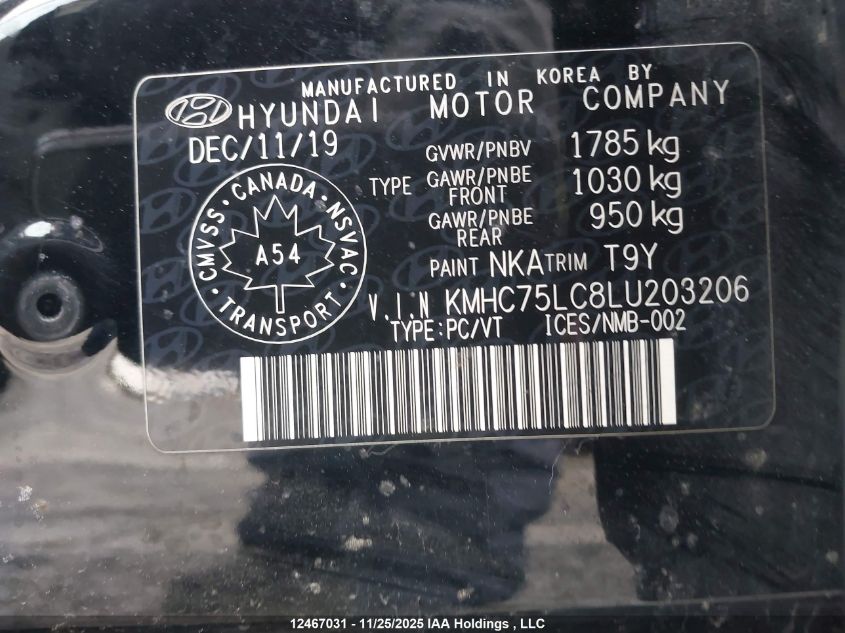 MANUFACTURED IN KOREA BY
HYUNDAI MOTOR COMPANY
DEC/11/19
GVWR/PNBV 1785 kg
TYPE GAWR/PNBE FRONT 1030 kg
GAWR/PNBE REAR 950 kg
PAINT NKA TRIM T9Y
CMVSS · CANADA · NSVAC · TRANSPORT ·
A54
V.I.N KMHC75LC8LU203206
TYPE:PC/VT ICES/NMB-002
12467031 - 11/25/2025 IAA Holdings , LLC